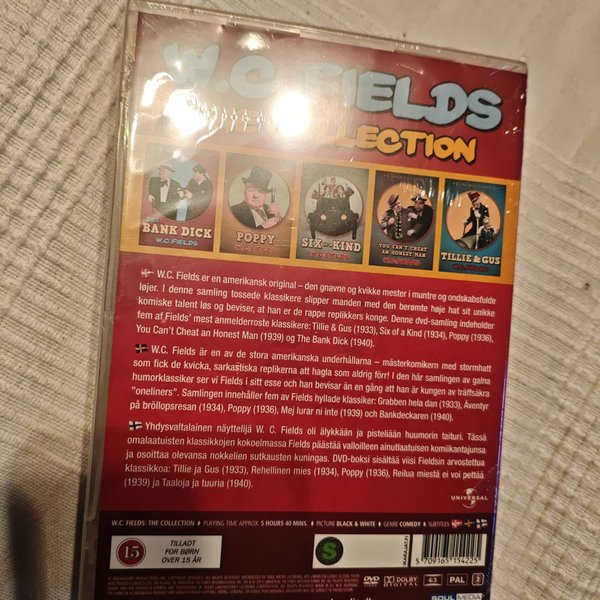 W.C. FIELDS
COLLECTION
THE
BANK DICK
W.C. FIELDS
POPPY
W.C. FIELDS
SIX OF A KIND
W.C. FIELDS
YOU CAN'T CHEAT
AN HONEST MAN
W.C. FIELDS
TILLIE & GUS
W.C. FIELDS
W.C. Fields er en amerikansk original – den gnavne og kvikke mester i muntre og ondskabsfulde
løjer. I denne samling tossede klassikere slipper manden med den berømte høje hat sit unikke
komiske talent løs og beviser, at han er de rappe replikkers konge. Denne dvd-samling indeholder
fem af Fields' mest anmelderroste klassikere: Tillie & Gus (1933), Six of a Kind (1934), Poppy (1936),
You Can't Cheat an Honest Man (1939) og The Bank Dick (1940).
W.C. Fields är en av de stora amerikanska underhållarna – mästerkomikern med stornhatt
som fick de kvicka, sarkastiska replikerna att hagla som aldrig förr! I den här samlingen av galna
humorklassiker ser vi Fields i sitt esse och han bevisar än en gång att han är kungen av träffsäkra
"oneliners". Samlingen innehåller fem av Fields hyllade klassiker: Grabben hela dan (1933), Äventyr
på bröllopsresan (1934), Poppy (1936), Mej lurar ni inte (1939) och Bankdeckaren (1940).
Yhdysvaltalainen näyttelijä W. C. Fields oli älykkään ja pisteliään huumorin taituri. Tässä
omalaatuisten klassikkojen kokoelmassa Fields päästää valloilleen ainutlaatuisen komiikantajunsa
ja osoittaa olevansa nokkelien sutkausten kuningas. DVD-boksi sisältää viisi Fieldsin arvostettua
klassikkoa: Tillie ja Gus (1933), Rehellinen mies (1934), Poppy (1936), Reilua miestä ei voi pettää
(1939) ja Taaloja ja tuuria (1940).
UNIVERSAL
W.C. FIELDS: THE COLLECTION PLAYING TIME APPROX. 5 HOURS 40 MINS. PICTURE BLACK & WHITE GENRE COMEDY SUBTITLES
15
TILLADT
FOR BØRN
OVER 15 ÅR
S
5 709165 154225
DVD
DOLBY
DIGITAL
4:3
PAL
2
SOUL MEDIA